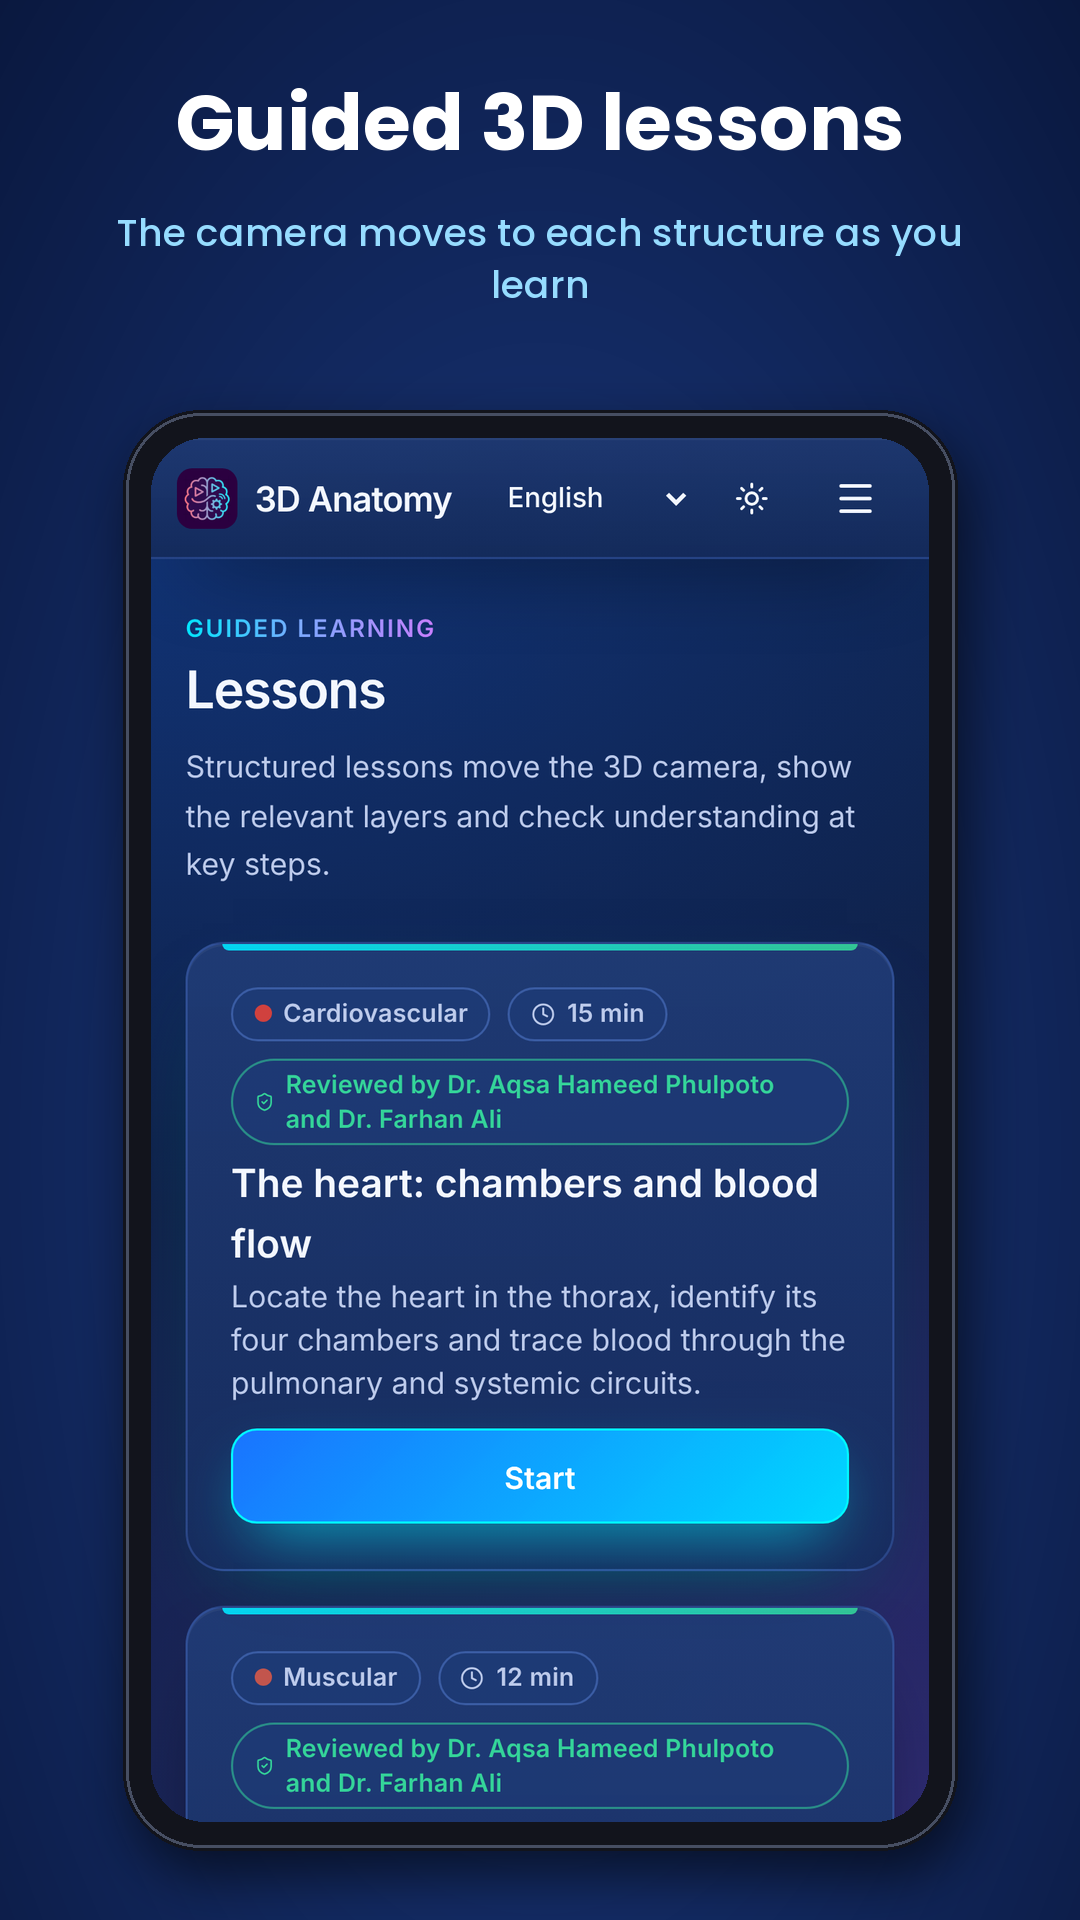 Guided 3D lessons
The camera moves to each structure as you
learn
3D Anatomy
English
GUIDED LEARNING
Lessons
Structured lessons move the 3D camera, show
the relevant layers and check understanding at
key steps.
Cardiovascular
15 min
Reviewed by Dr. Aqsa Hameed Phulpoto
and Dr. Farhan Ali
The heart: chambers and blood
flow
Locate the heart in the thorax, identify its
four chambers and trace blood through the
pulmonary and systemic circuits.
Start
Muscular
12 min
Reviewed by Dr. Aqsa Hameed Phulpoto
and Dr. Farhan Ali